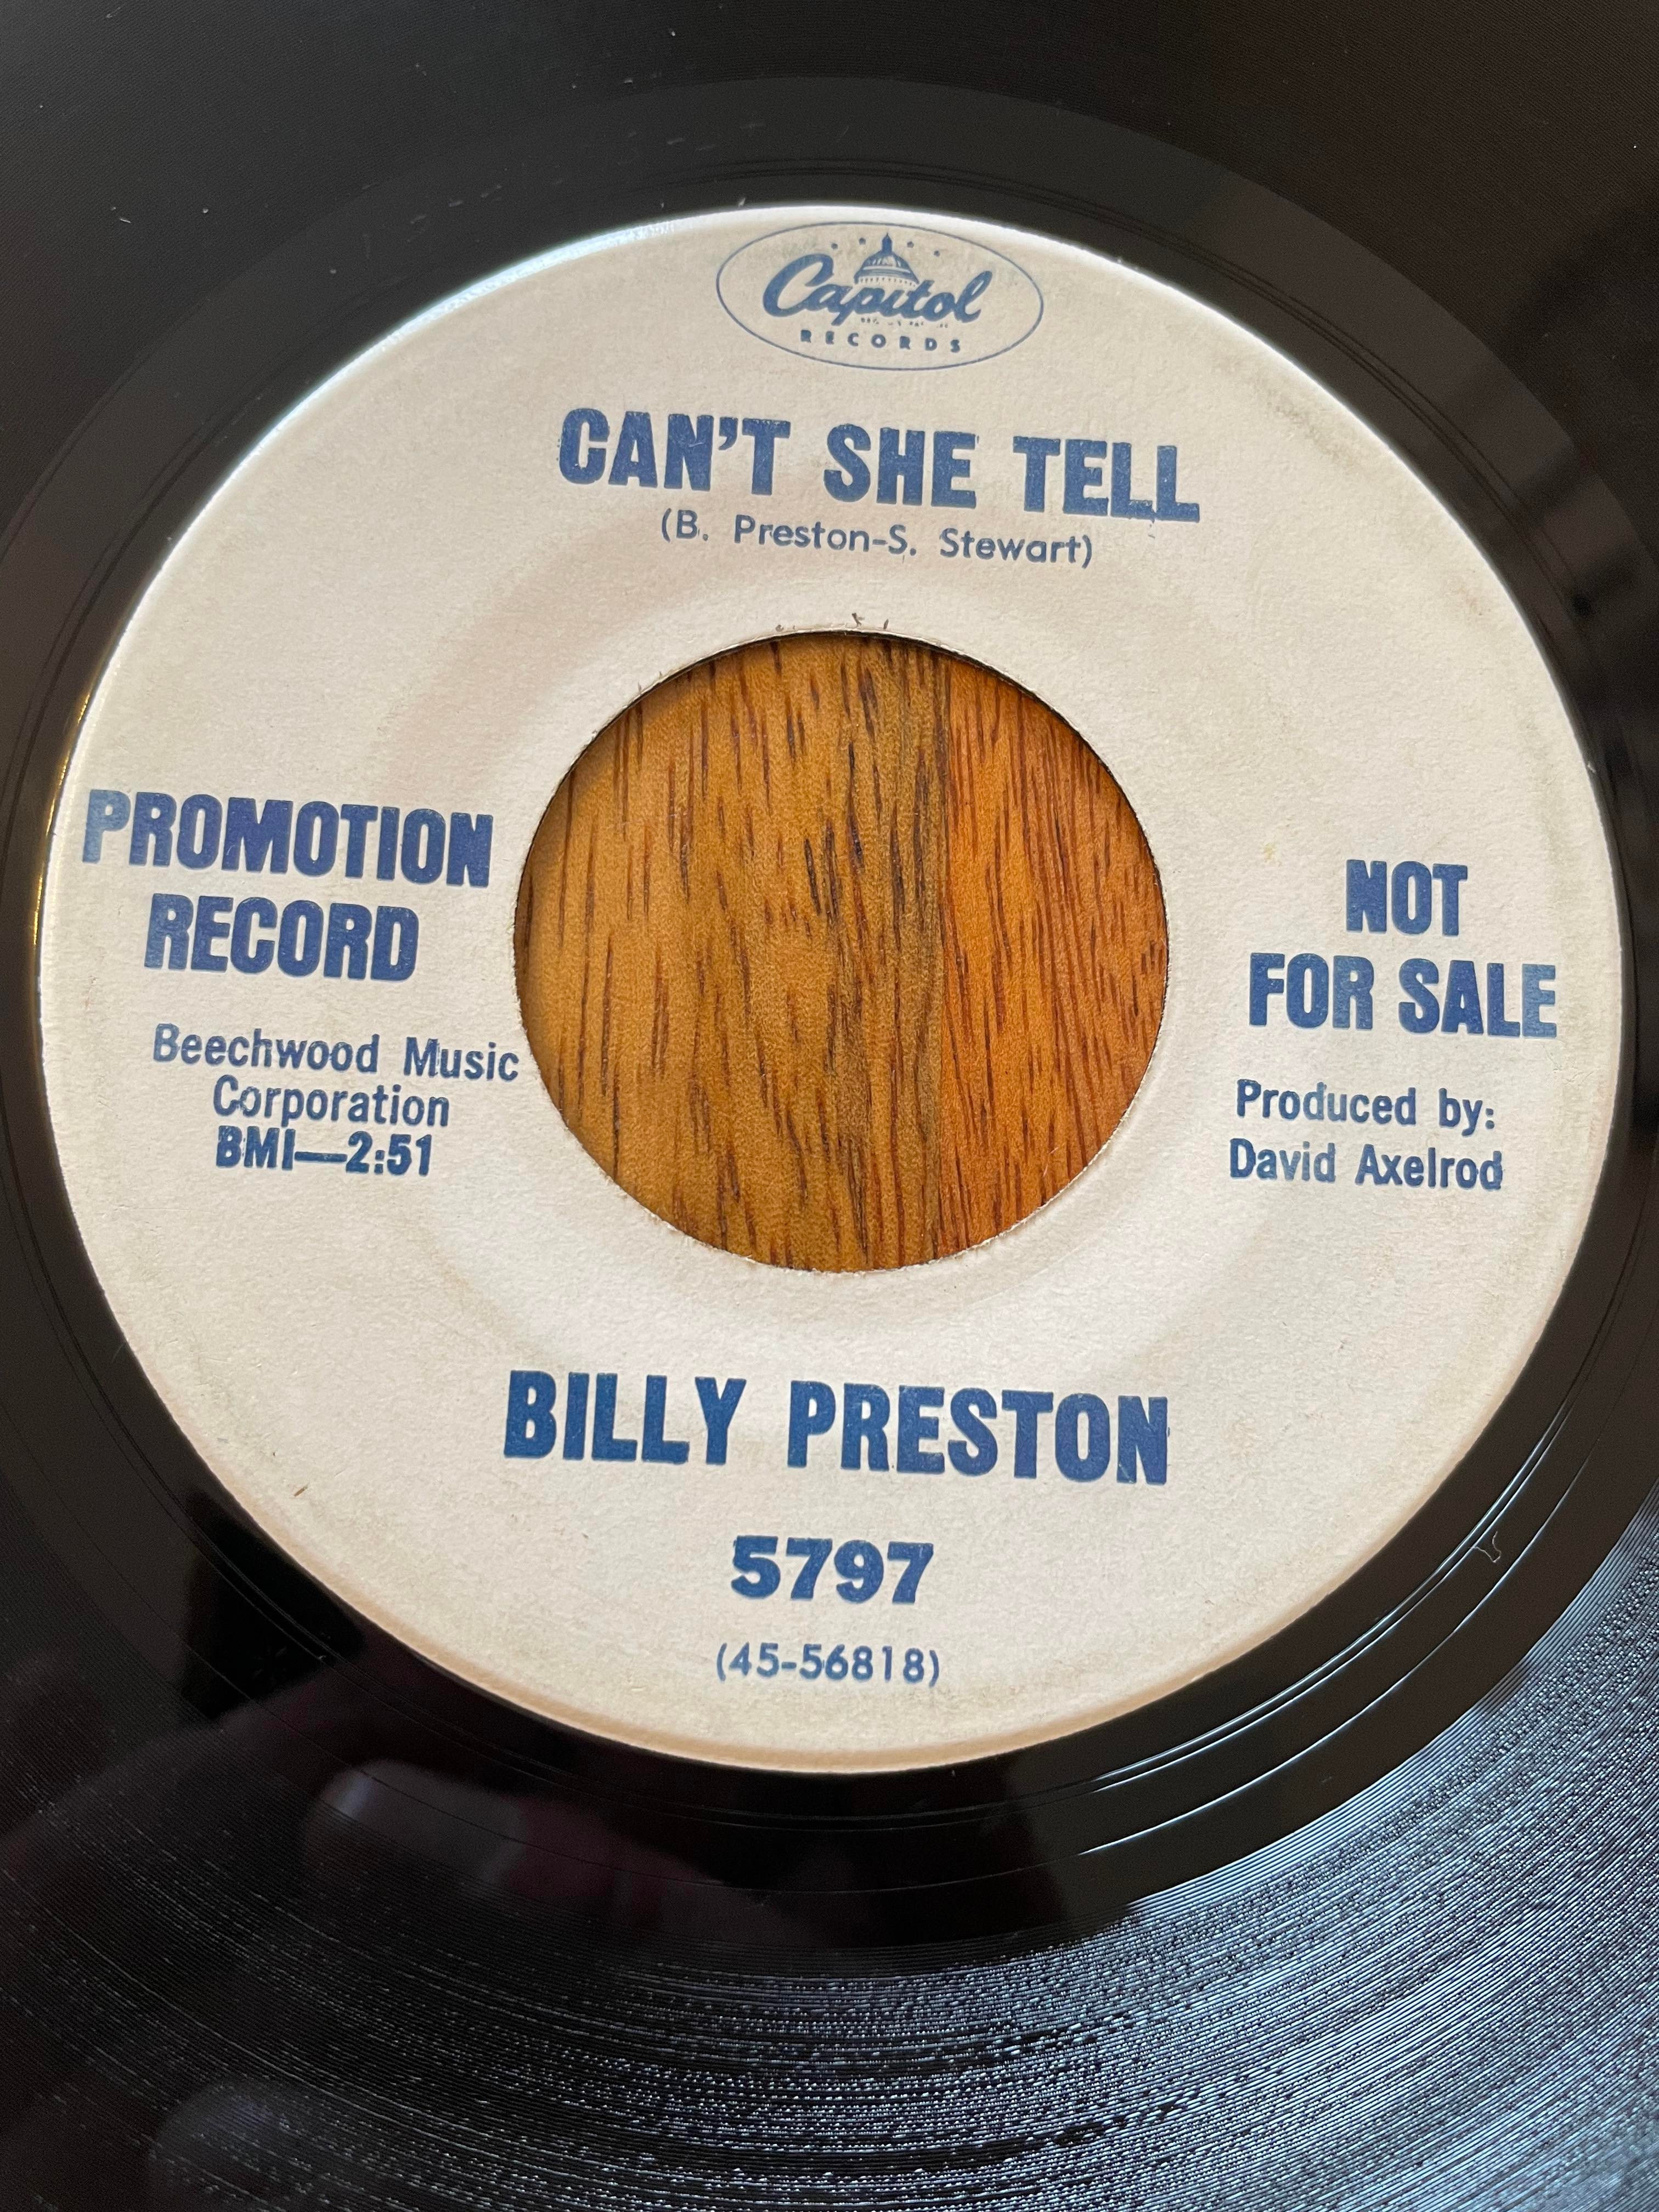 Capitol
RECORDS
CAN'T SHE TELL
(B. Preston-S. Stewart)
PROMOTION
RECORD
Beechwood Music
Corporation
BMI—2:51
NOT
FOR SALE
Produced by:
David Axelrod
BILLY PRESTON
5797
(45-56818)